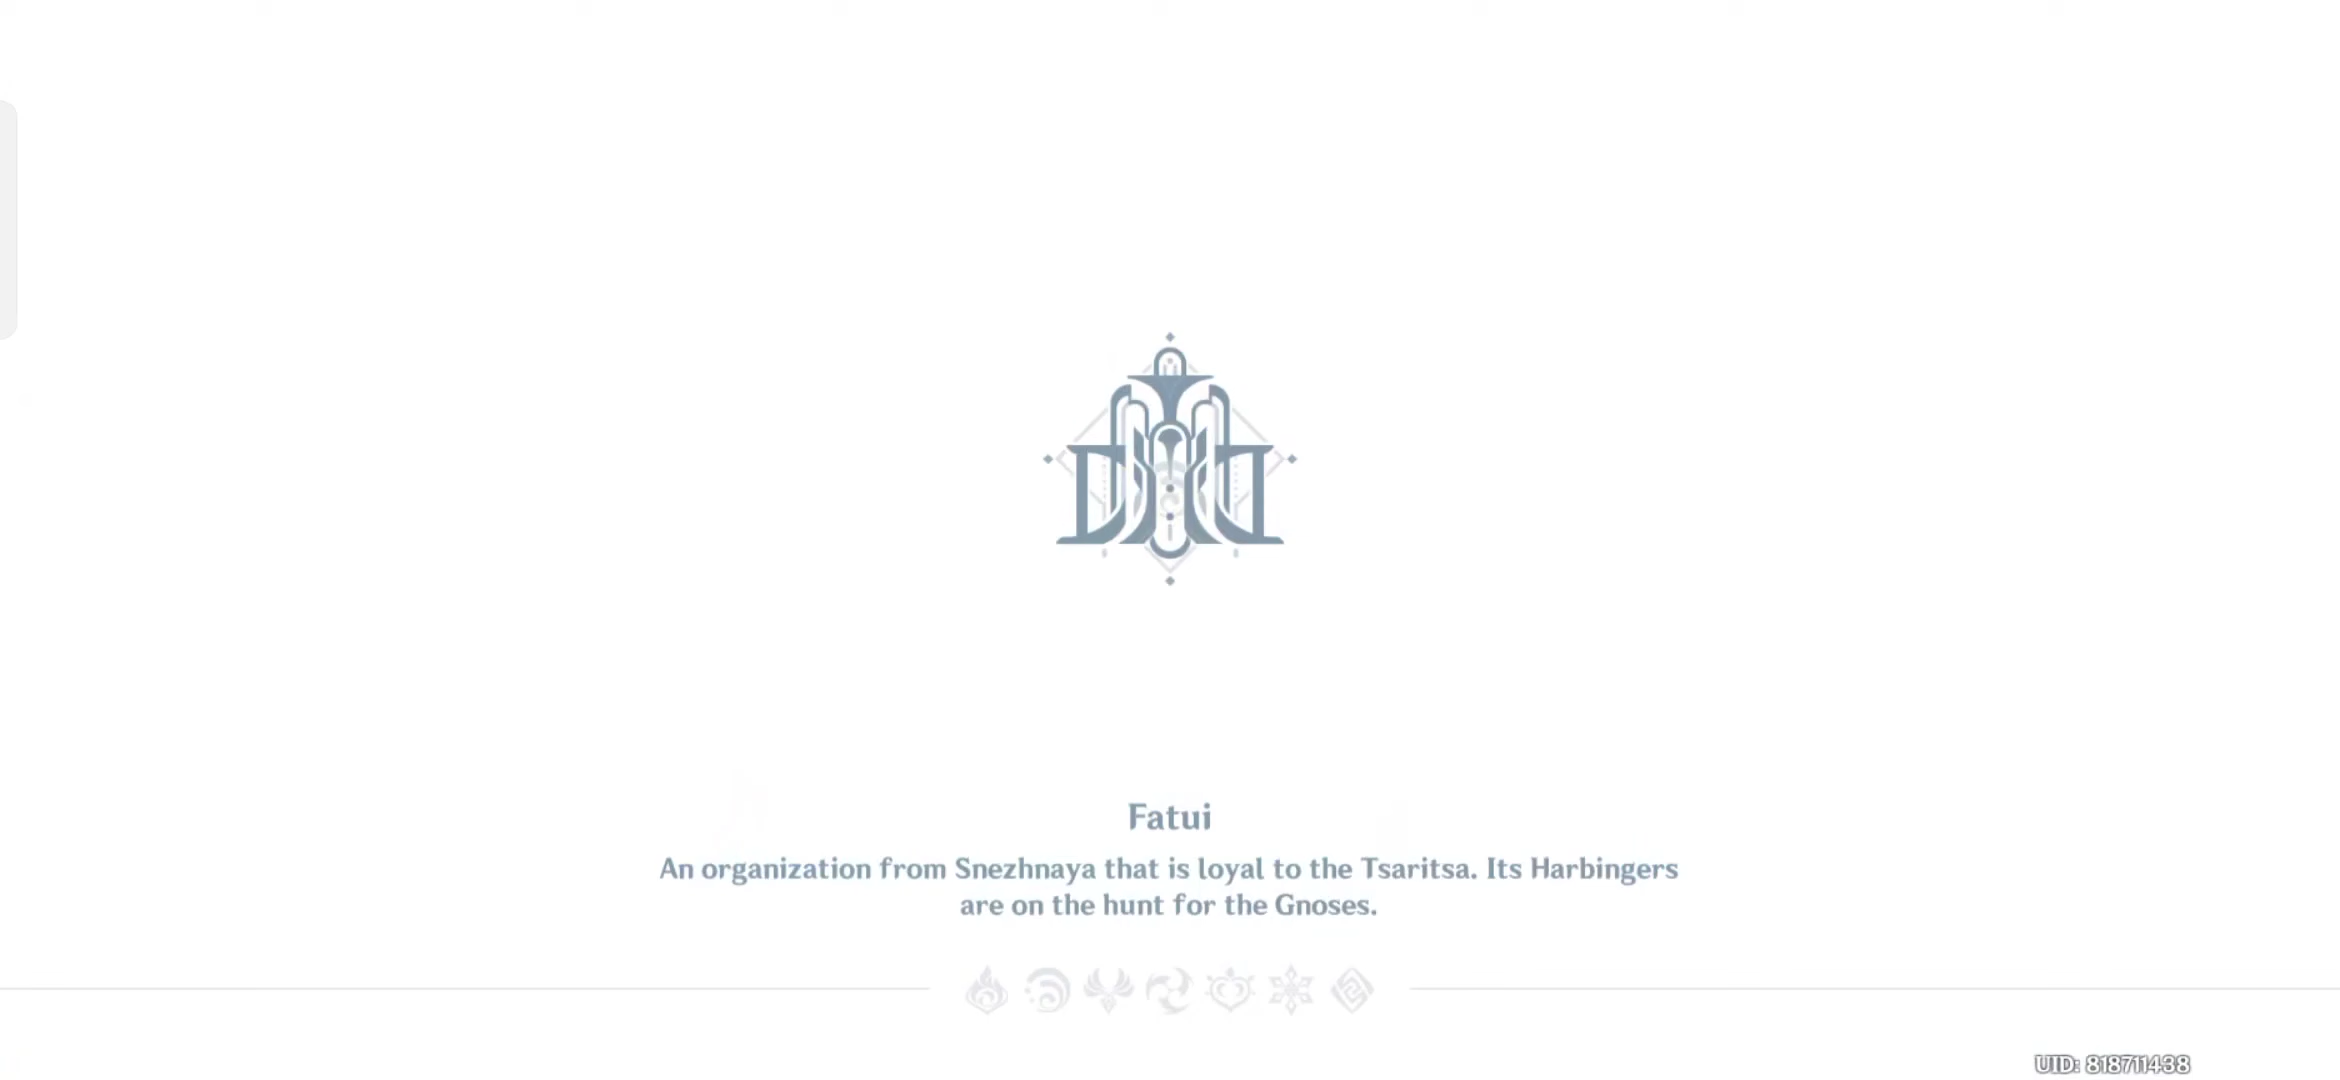 Fatui
An organization from Snezhnaya that is loyal to the Tsaritsa. Its Harbingers
are on the hunt for the Gnoses.
UID: 818711438